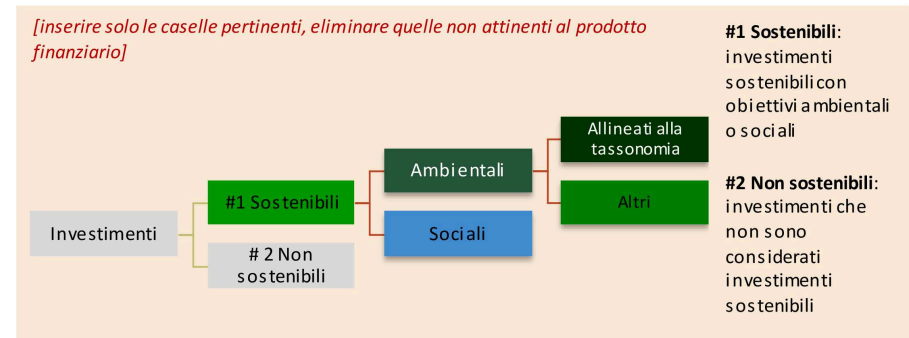 [inserire solo le caselle pertinenti, eliminare quelle non attinenti al prodotto
finanziario]
Investimenti
#1 Sostenibili
# 2 Non
sostenibili
Ambientali
Sociali
Allineati alla
tassonomia
Altri
#1 Sostenibili:
investimenti
sostenibili con
obiettivi ambientali
o sociali
#2 Non sostenibili:
investimenti che
non sono
considerati
investimenti
sostenibili